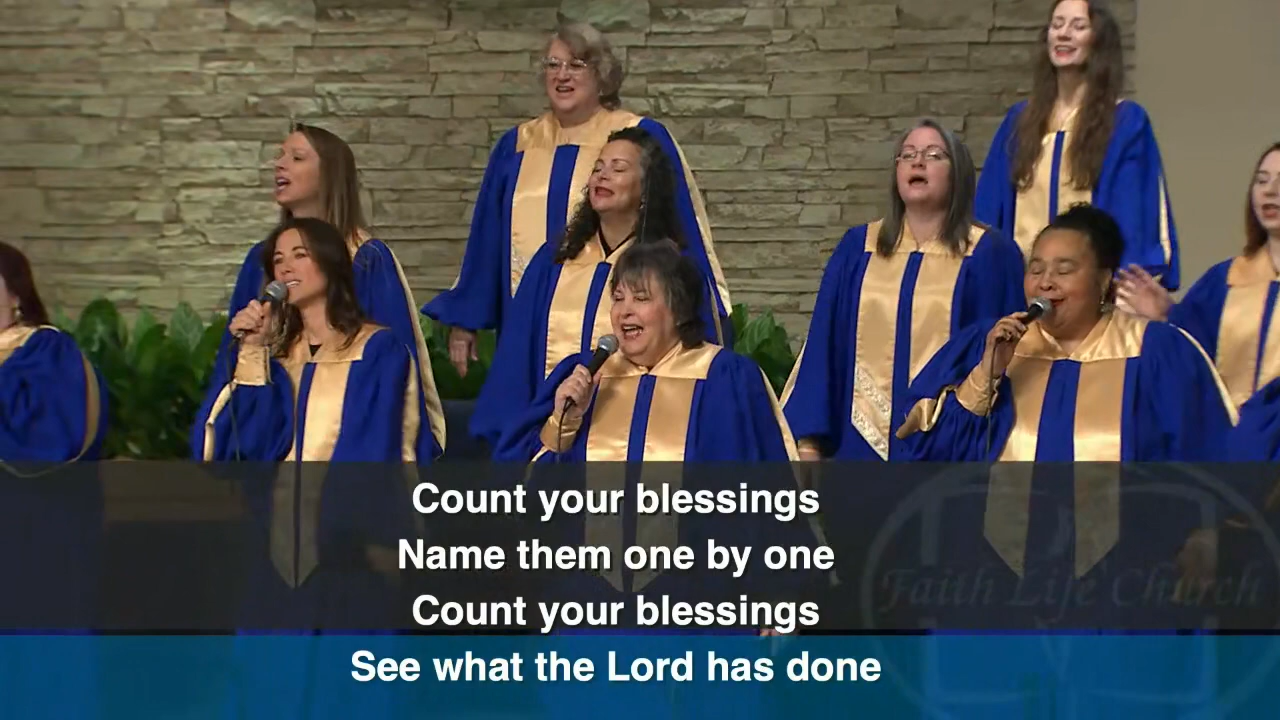 Count your blessings
Name them one by one
Count your blessings
See what the Lord has done
Faith Life Church